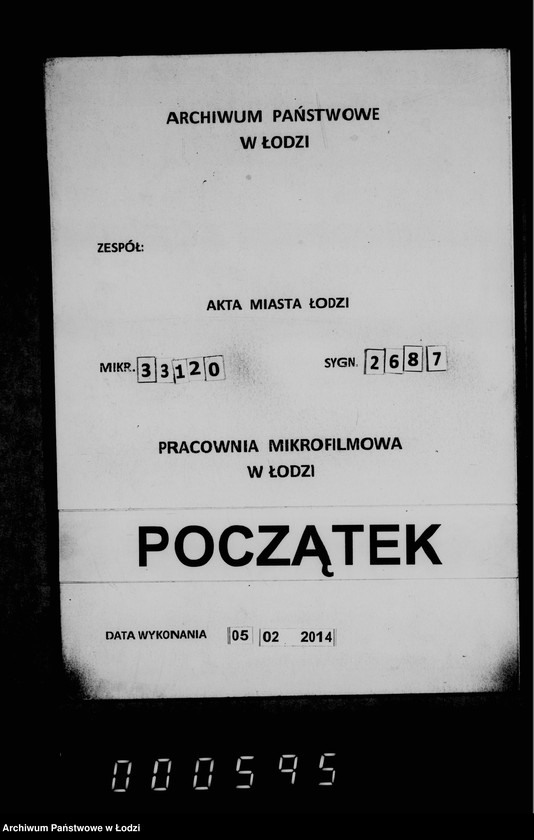 ARCHIWUM PAŃSTWOWE
W ŁODZI
ZESPÓŁ:
AKTA MIASTA ŁODZI
MIKR. 33120 SYGN. 2687
PRACOWNIA MIKROFILMOWA
W ŁODZI
POCZĄTEK
DATA WYKONANIA 05 02 2014
000595
Archiwum Państwowe w Łodzi